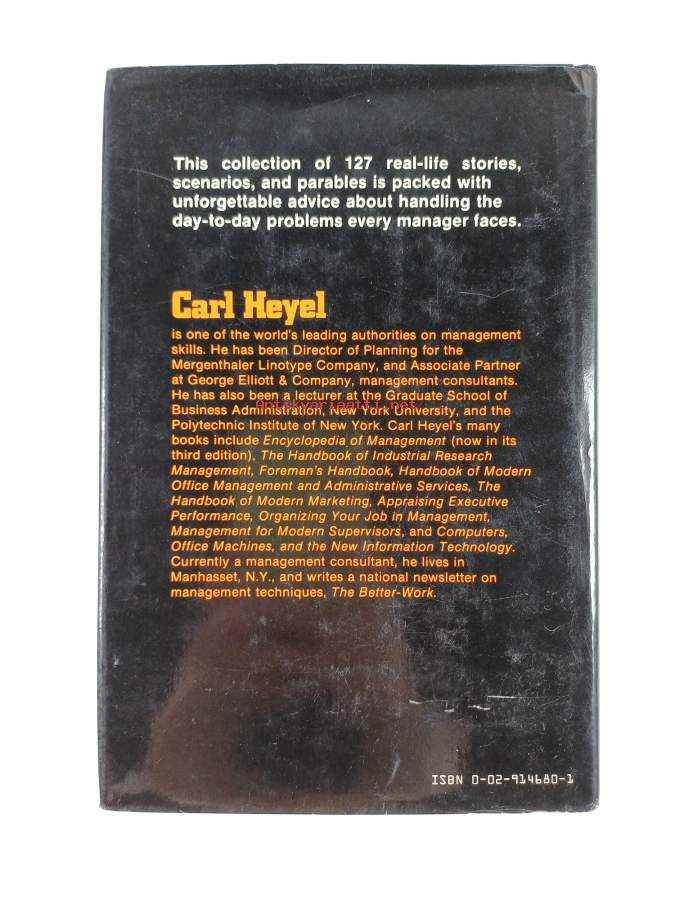 This collection of 127 real-life stories,
scenarios, and parables is packed with
unforgettable advice about handling the
day-to-day problems every manager faces.
Carl Heyel
is one of the world's leading authorities on management
skills. He has been Director of Planning for the
Mergenthaler Linotype Company, and Associate Partner
at George Elliott & Company, management consultants.
He has also been a lecturer at the Graduate School of
Business Administration, New York University, and the
Polytechnic Institute of New York. Carl Heyel's many
books include Encyclopedia of Management (now in its
third edition), The Handbook of Industrial Research
Management, Foreman's Handbook, Handbook of Modern
Office Management and Administrative Services, The
Handbook of Modern Marketing, Appraising Executive
Performance, Organizing Your Job in Management,
Management for Modern Supervisors, and Computers,
Office Machines, and the New Information Technology.
Currently a management consultant, he lives in
Manhasset, N.Y., and writes a national newsletter on
management techniques, The Better-Work.
ISBN 0-02-914680-1